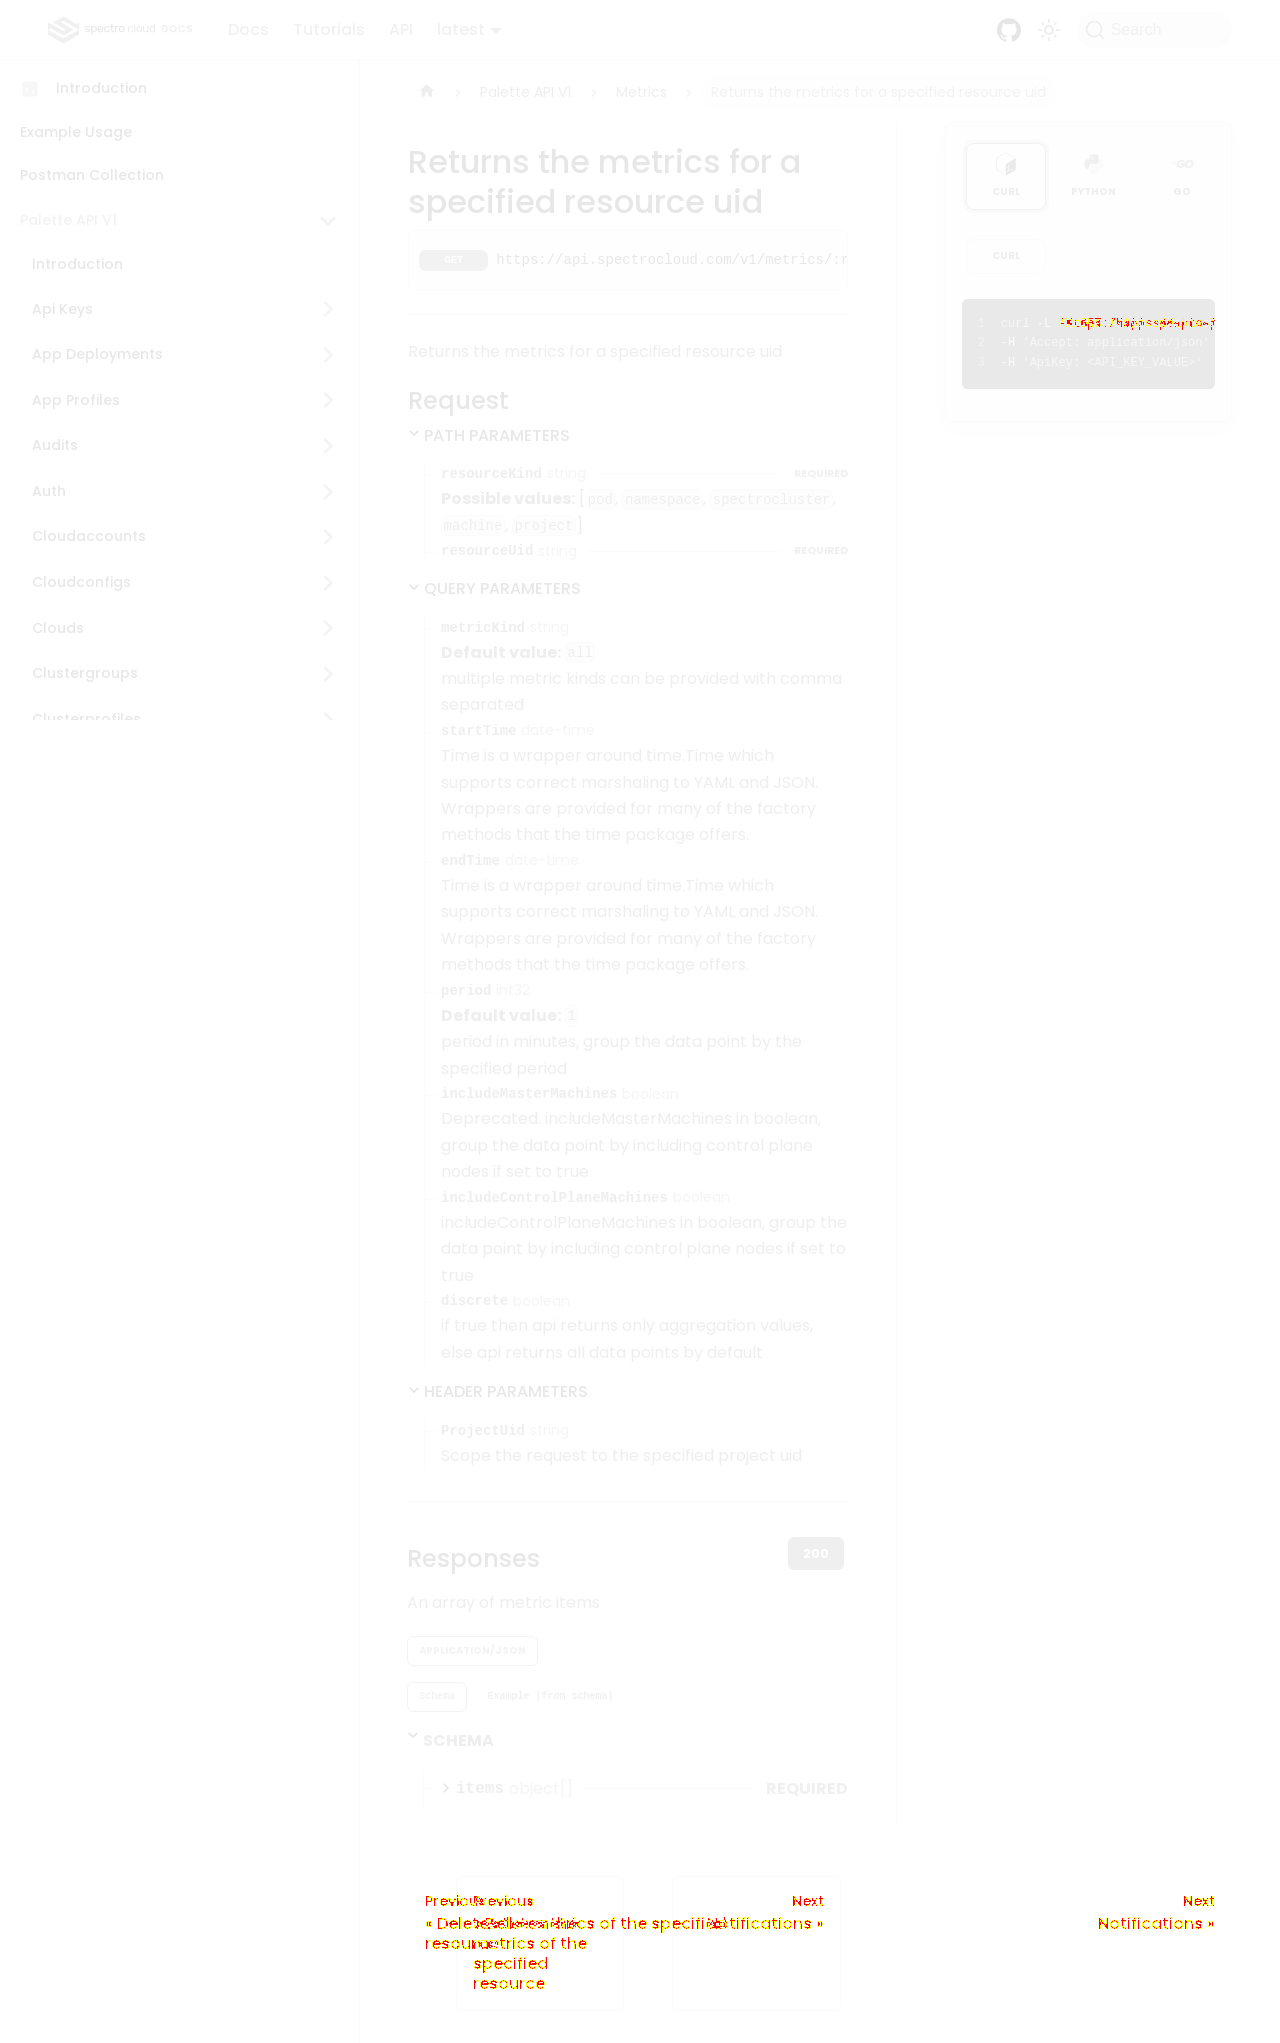 spectro cloud DOCS Docs Tutorials API latest Search
Introduction
Example Usage
Postman Collection
Palette API V1
Introduction
Api Keys
App Deployments
App Profiles
Audits
Auth
Cloudaccounts
Cloudconfigs
Clouds
Clustergroups
Clusterprofiles
Palette API V1 Metrics Returns the metrics for a specified resource uid
Returns the metrics for a
specified resource uid
GET https://api.spectrocloud.com/v1/metrics/:r
Returns the metrics for a specified resource uid
Request
PATH PARAMETERS
resourceKind string REQUIRED
Possible values: [pod, namespace, spectrocluster,
machine, project]
resourceUid string REQUIRED
QUERY PARAMETERS
metricKind string
Default value: all
multiple metric kinds can be provided with comma
separated
startTime date-time
Time is a wrapper around time.Time which
supports correct marshaling to YAML and JSON.
Wrappers are provided for many of the factory
methods that the time package offers.
endTime date-time
Time is a wrapper around time.Time which
supports correct marshaling to YAML and JSON.
Wrappers are provided for many of the factory
methods that the time package offers.
period int32
Default value: 1
period in minutes, group the data point by the
specified period
includeMasterMachines boolean
Deprecated. includeMasterMachines in boolean,
group the data point by including control plane
nodes if set to true
includeControlPlaneMachines boolean
includeControlPlaneMachines in boolean, group the
data point by including control plane nodes if set to
true
discrete boolean
if true then api returns only aggregation values,
else api returns all data points by default
HEADER PARAMETERS
ProjectUid string
Scope the request to the specified project uid
Responses 200
An array of metric items
APPLICATION/JSON
Schema Example (from schema)
SCHEMA
items object[] REQUIRED
CURL PYTHON GO
CURL
1 curl -L
2 -H 'Accept: application/json'
3 -H 'ApiKey: <API_KEY_VALUE>'
Previous Previous Next Next
of the specified Notifications »
resource metrics of the
specified
resource